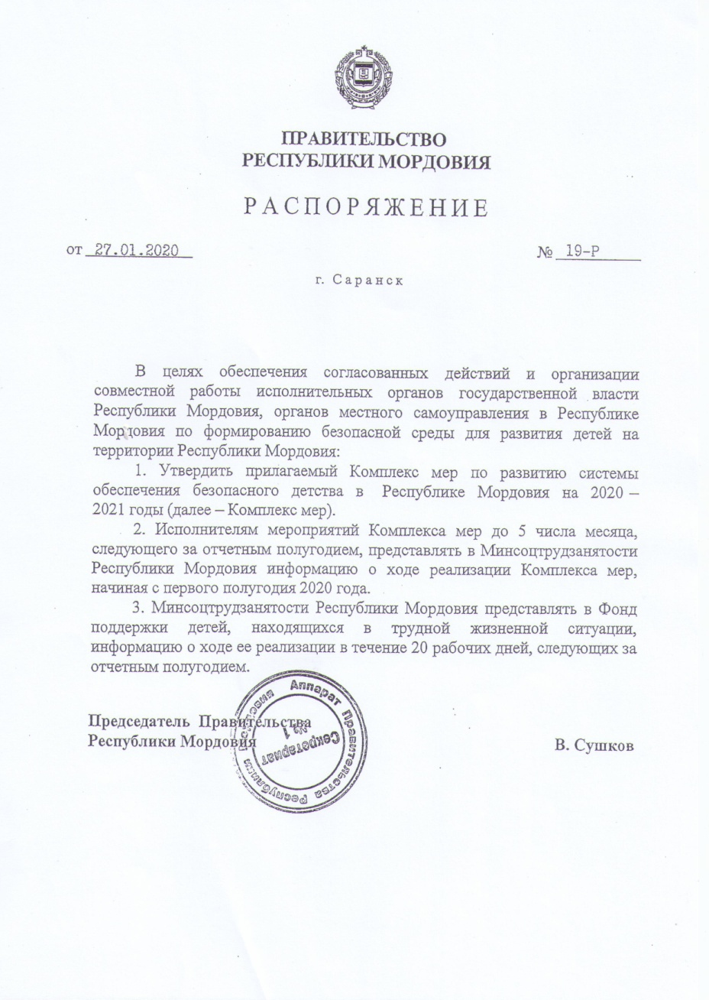 ПРАВИТЕЛЬСТВО
РЕСПУБЛИКИ МОРДОВИЯ
РАСПОРЯЖЕНИЕ
от 27.01.2020 № 19-Р
г. Саранск
В целях обеспечения согласованных действий и организации
совместной работы исполнительных органов государственной власти
Республики Мордовия, органов местного самоуправления в Республике
Мордовия по формированию безопасной среды для развития детей на
территории Республики Мордовия:
1. Утвердить прилагаемый Комплекс мер по развитию системы
обеспечения безопасного детства в Республике Мордовия на 2020 –
2021 годы (далее – Комплекс мер).
2. Исполнителям мероприятий Комплекса мер до 5 числа месяца,
следующего за отчетным полугодием, представлять в Минсоцтрудзанятости
Республики Мордовия информацию о ходе реализации Комплекса мер,
начиная с первого полугодия 2020 года.
3. Минсоцтрудзанятости Республики Мордовия представлять в Фонд
поддержки детей, находящихся в трудной жизненной ситуации,
информацию о ходе ее реализации в течение 20 рабочих дней, следующих за
отчетным полугодием.
Председатель Правительства
Республики Мордовия В. Сушков
Аппарат Правительства Республики Мордовия
Секретариат
№ 1